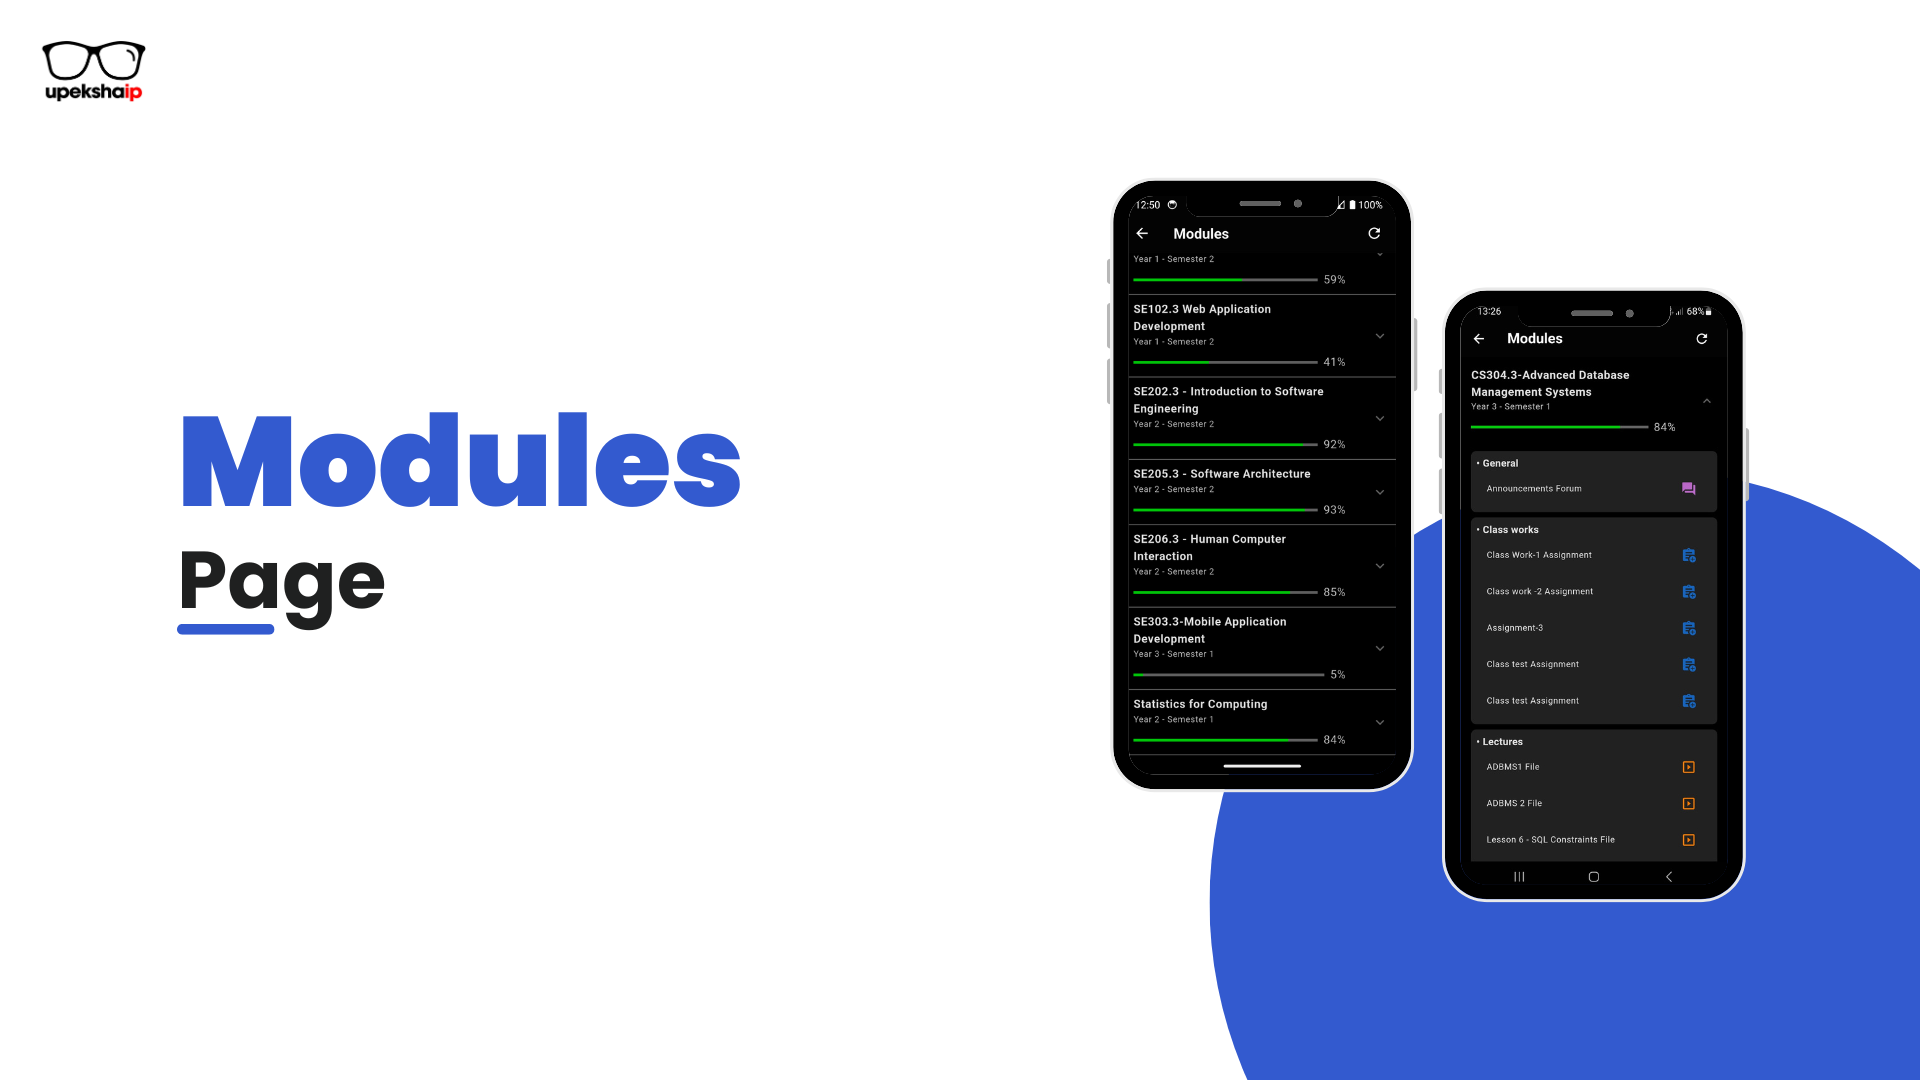 upekshaip
Modules
Page
12:50
100%
Modules
Year 1 - Semester 2
59%
SE102.3 Web Application
Development
Year 1 - Semester 2
41%
SE202.3 - Introduction to Software
Engineering
Year 2 - Semester 2
92%
SE205.3 - Software Architecture
Year 2 - Semester 2
93%
SE206.3 - Human Computer
Interaction
Year 2 - Semester 2
85%
SE303.3-Mobile Application
Development
Year 3 - Semester 1
5%
Statistics for Computing
Year 2 - Semester 1
84%
13:26
68%
Modules
CS304.3-Advanced Database
Management Systems
Year 3 - Semester 1
84%
• General
Announcements Forum
• Class works
Class Work-1 Assignment
Class work -2 Assignment
Assignment-3
Class test Assignment
Class test Assignment
• Lectures
ADBMS1 File
ADBMS 2 File
Lesson 6 - SQL Constraints File